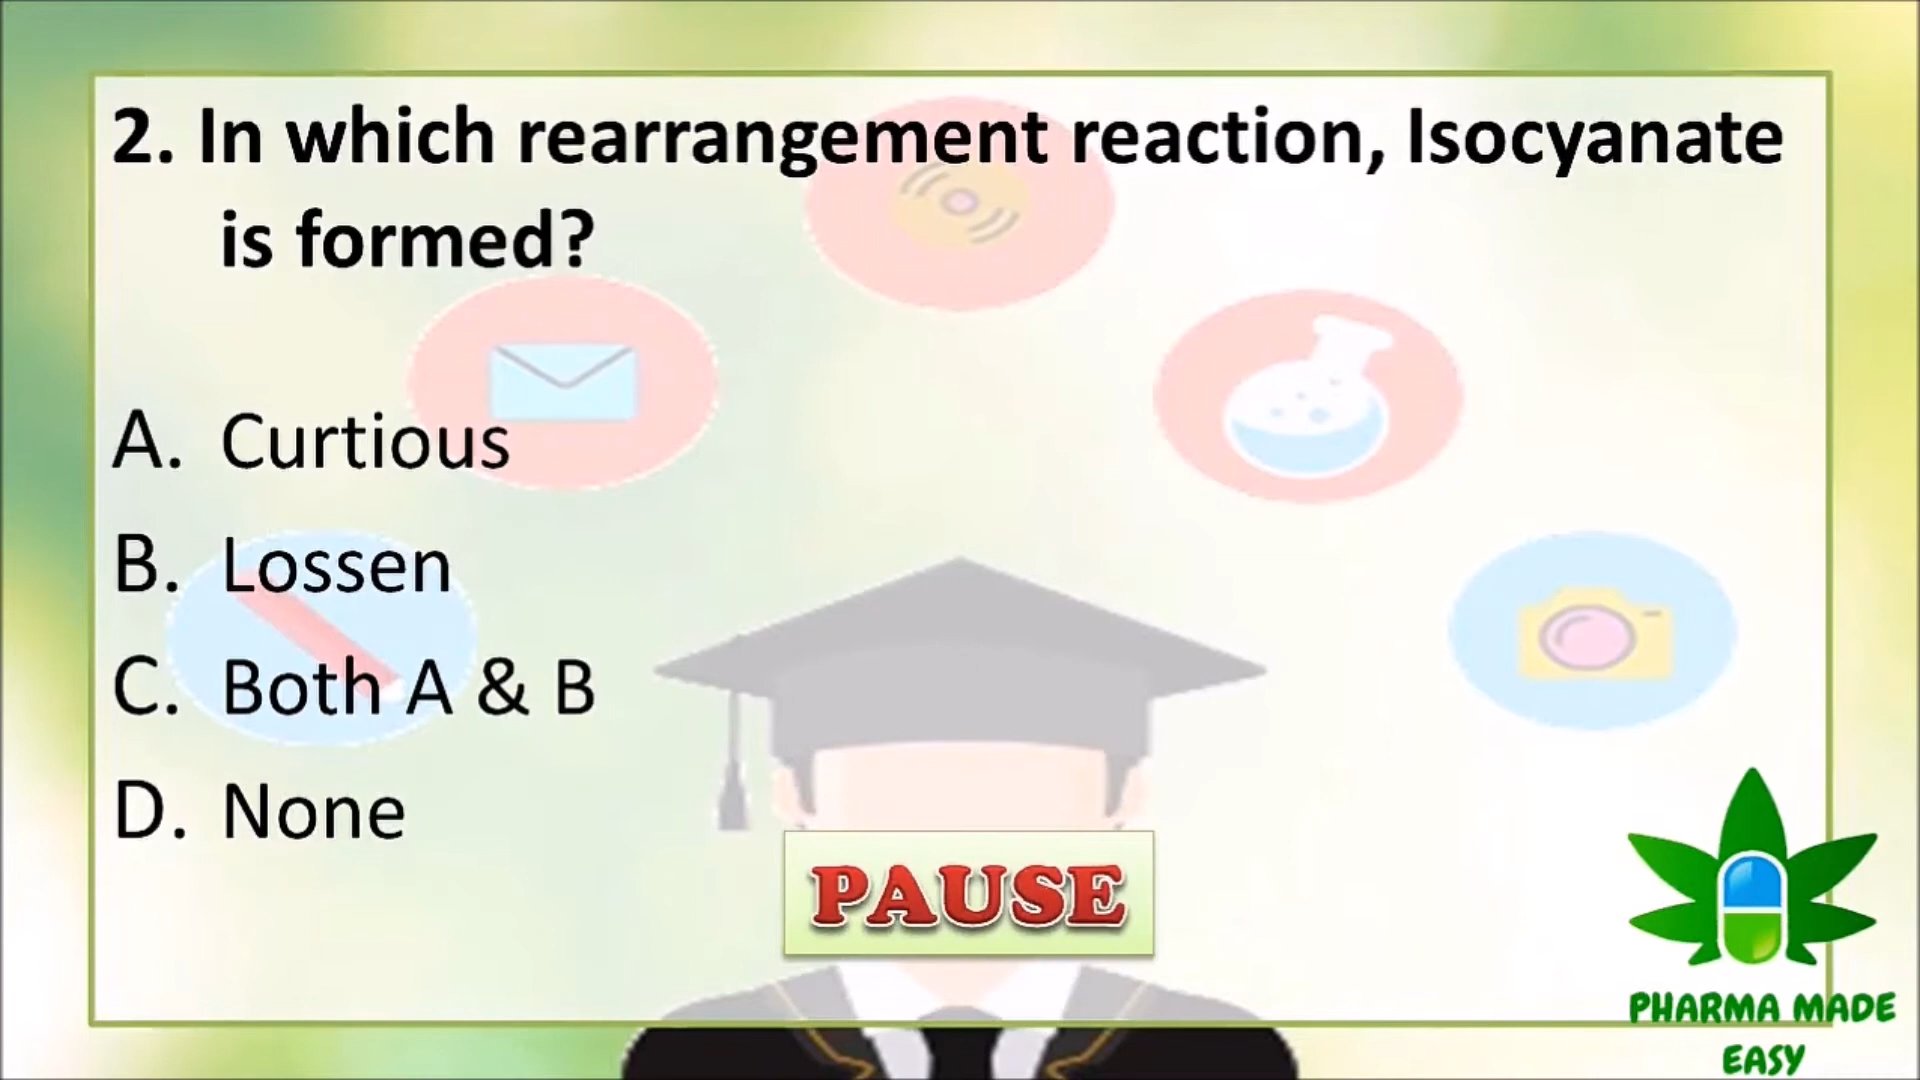 2. In which rearrangement reaction, Isocyanate
is formed?
A. Curtious
B. Lossen
C. Both A & B
D. None
PAUSE
PHARMA MADE
EASY